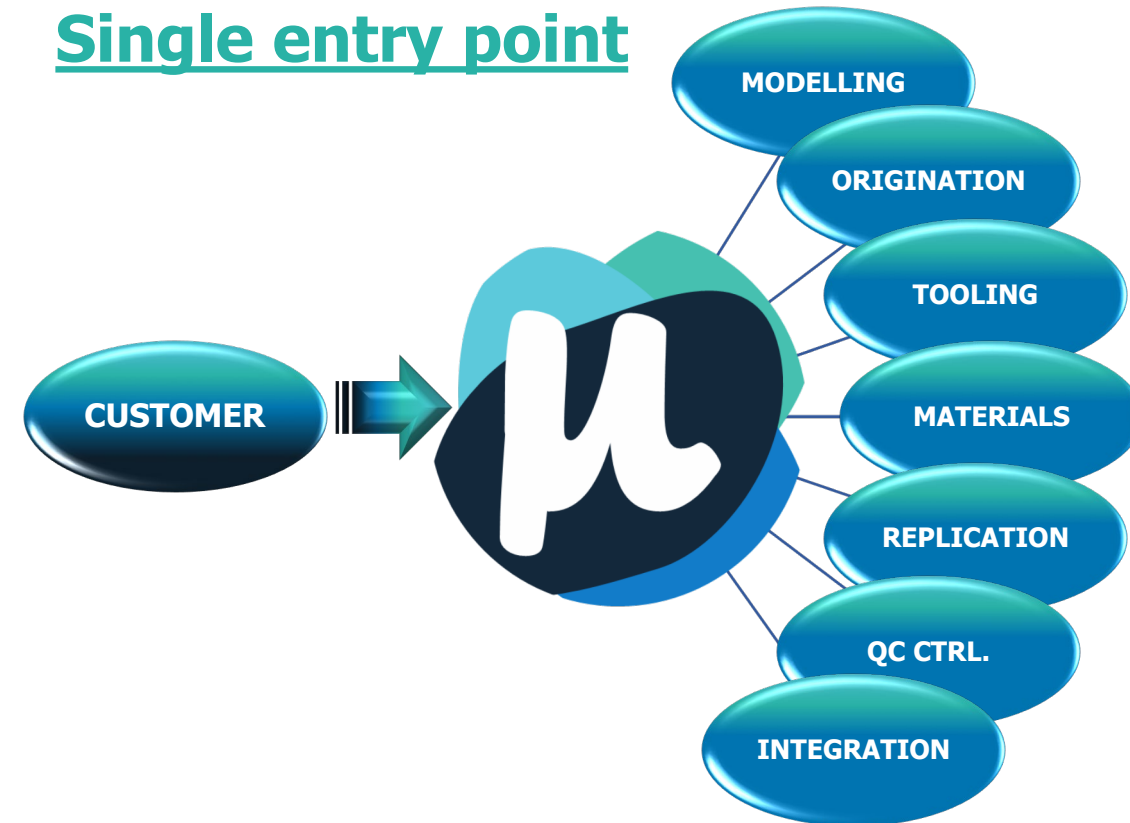 Single entry point
MODELLING
ORIGINATION
TOOLING
CUSTOMER
µ
MATERIALS
REPLICATION
QC CTRL.
INTEGRATION